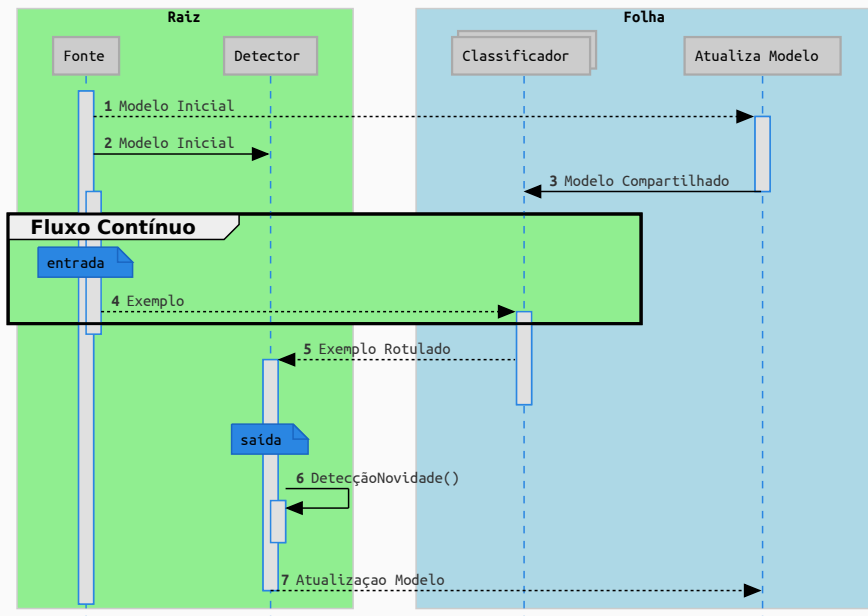 Raiz
Folha
Fonte
Detector
Classificador
Atualiza Modelo
1 Modelo Inicial
2 Modelo Inicial
3 Modelo Compartilhado
Fluxo Contínuo
entrada
4 Exemplo
5 Exemplo Rotulado
saída
6 DetecçãoNovidade()
7 Atualizaçao Modelo